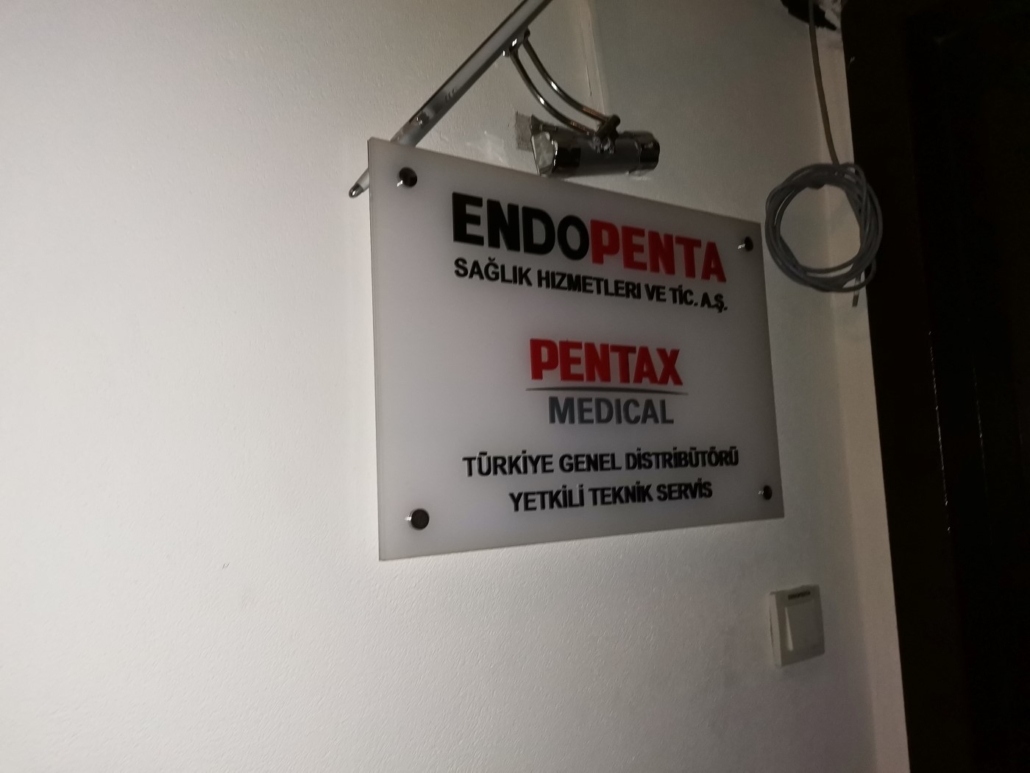 ENDOPENTA
SAĞLIK HIZMETLERI VE TİC. A.Ş.
PENTAX
MEDICAL
TÜRKİYE GENEL DİSTRİBÜTÖRÜ
YETKİLİ TEKNİK SERVİS